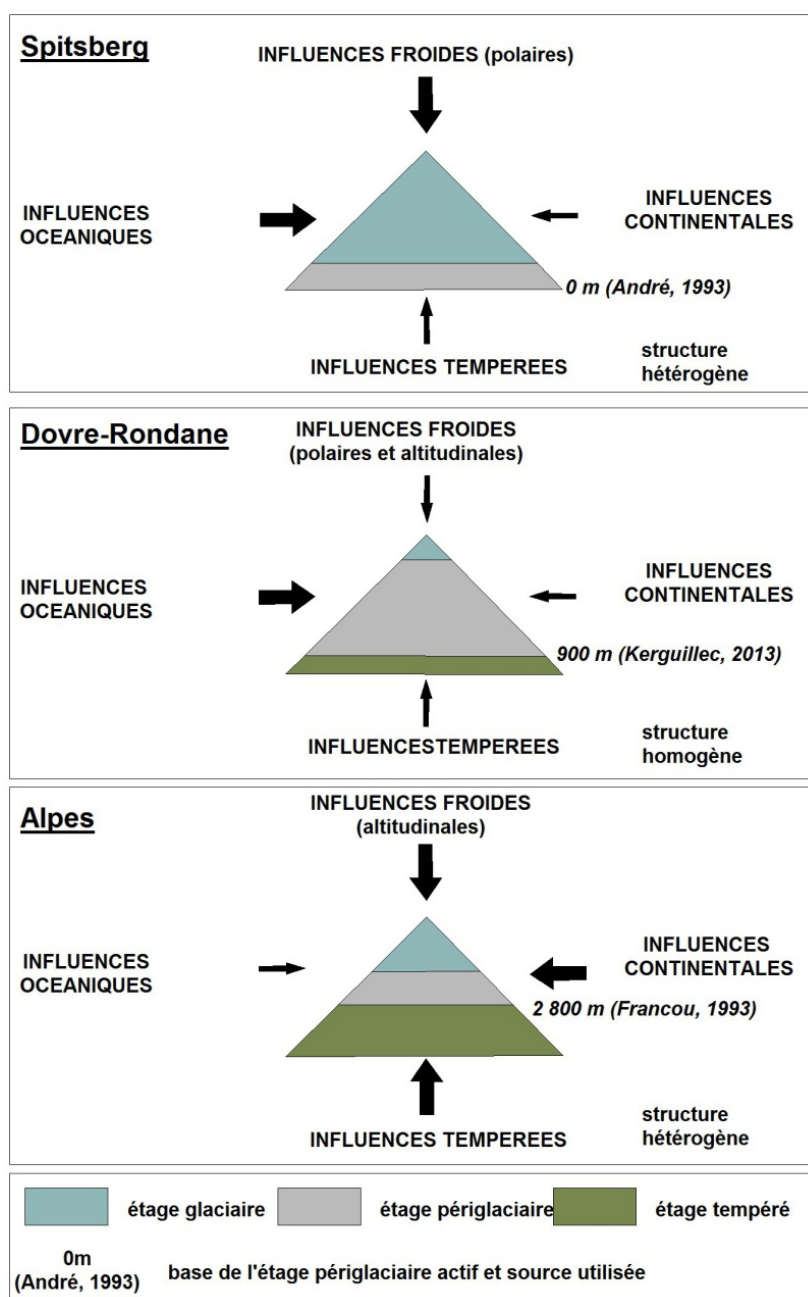 Spitsberg
INFLUENCES FROIDES (polaires)
INFLUENCES
OCEANIQUES
INFLUENCES
CONTINENTALES
0 m (André, 1993)
INFLUENCES TEMPEREES
structure
hétérogène
Dovre-Rondane
INFLUENCES FROIDES
(polaires et altitudinales)
INFLUENCES
OCEANIQUES
INFLUENCES
CONTINENTALES
900 m (Kerguillec, 2013)
INFLUENCES TEMPEREES
structure
homogène
Alpes
INFLUENCES FROIDES
(altitudinales)
INFLUENCES
OCEANIQUES
INFLUENCES
CONTINENTALES
2 800 m (Francou, 1993)
INFLUENCES TEMPEREES
structure
hétérogène
étage glaciaire
étage périglaciaire
étage tempéré
0m
(André, 1993)
base de l'étage périglaciaire actif et source utilisée